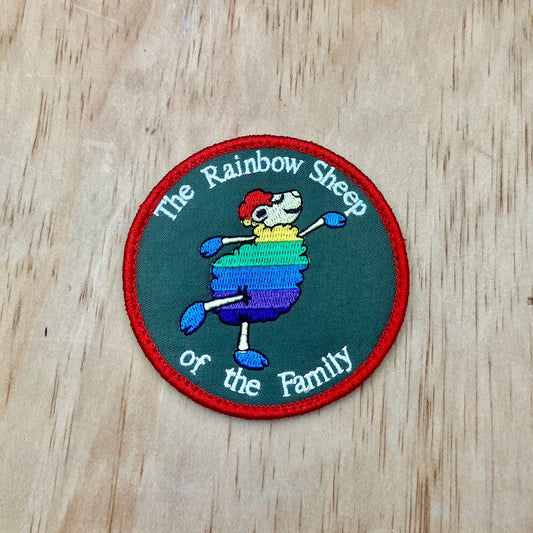 The Rainbow Sheep
of the Family